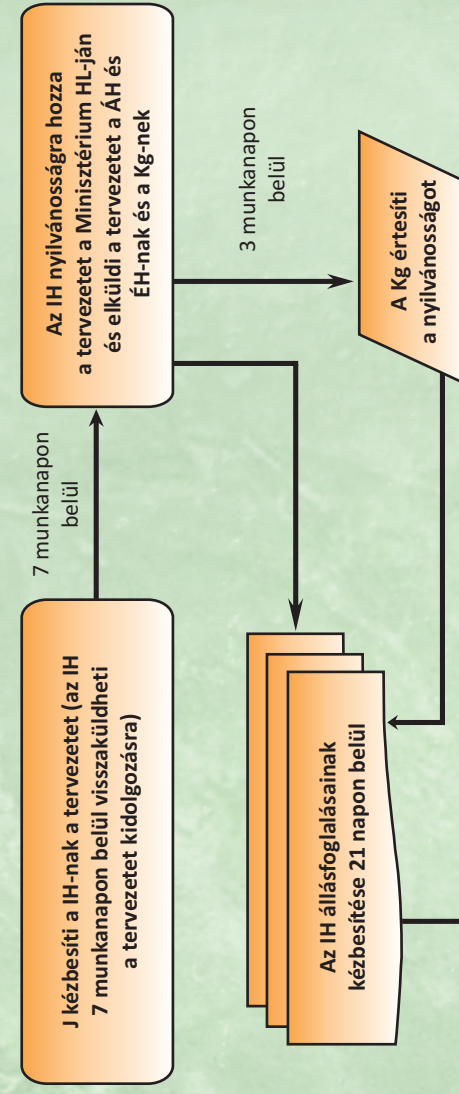 J kézbesíti a IH-nak a tervezetet (az IH
7 munkanapon belül visszaküldheti
a tervezetet kidolgozásra)
7 munkanapon
belül
Az IH nyilvánosságra hozza
a tervezetet a Minisztérium HL-ján
és elküldi a tervezetet a ÁH és
ÉH-nak és a Kg-nek
3 munkanapon
belül
A Kg értesíti
a nyilvánosságot
Az IH állásfoglalásainak
kézbesítése 21 napon belül